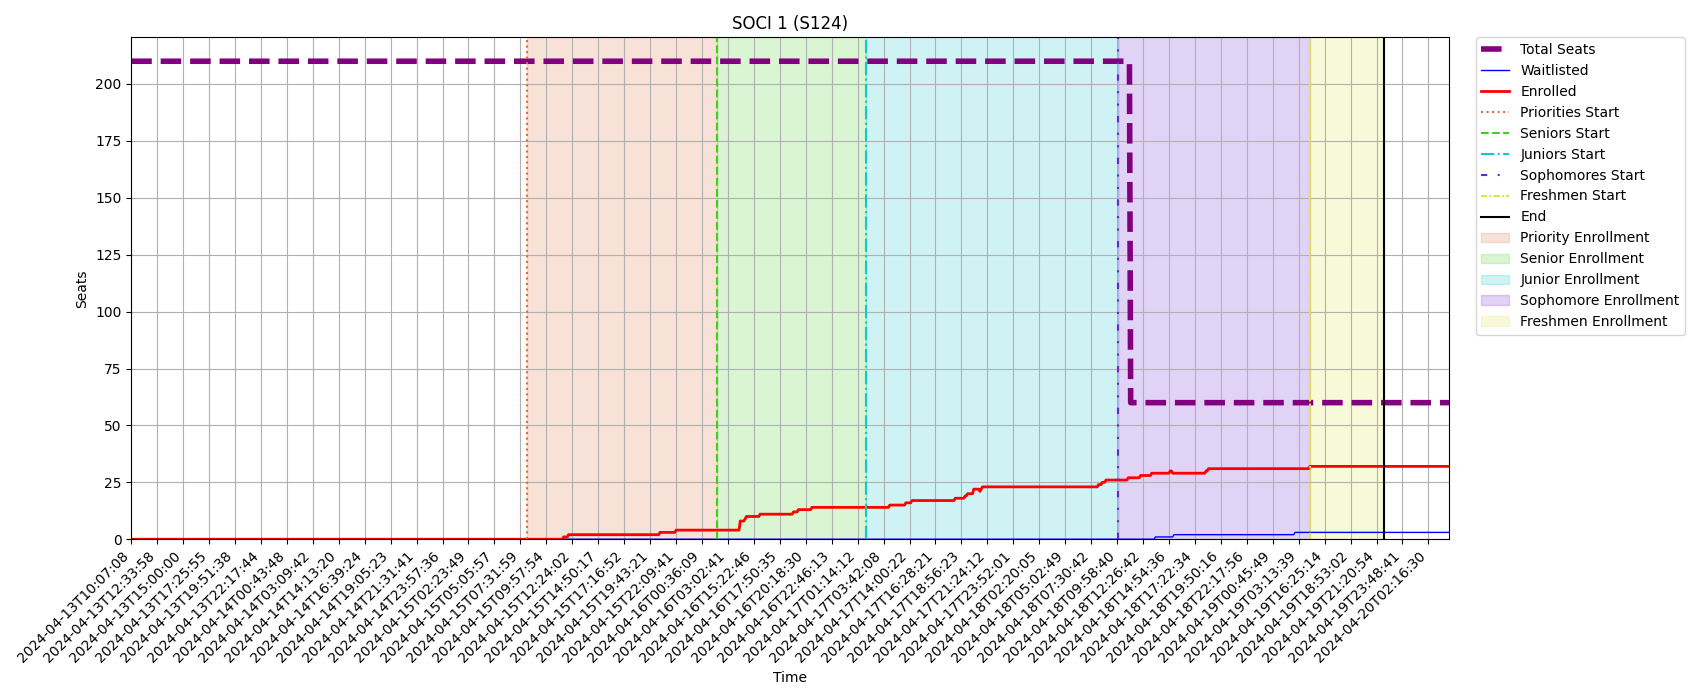 SOCI 1 (S124)
Total Seats
Waitlisted
Enrolled
Priorities Start
Seniors Start
Juniors Start
Sophomores Start
Freshmen Start
End
Priority Enrollment
Senior Enrollment
Junior Enrollment
Sophomore Enrollment
Freshmen Enrollment
Seats
200
175
150
125
100
75
50
25
0
2024-04-13T10:07:08
2024-04-13T12:33:58
2024-04-13T15:00:00
2024-04-13T17:25:55
2024-04-13T19:51:38
2024-04-13T22:17:44
2024-04-14T00:43:48
2024-04-14T03:09:42
2024-04-14T14:13:20
2024-04-14T16:39:24
2024-04-14T19:05:23
2024-04-14T21:31:41
2024-04-14T23:57:36
2024-04-15T02:23:49
2024-04-15T05:05:57
2024-04-15T07:31:59
2024-04-15T09:57:54
2024-04-15T12:24:02
2024-04-15T14:50:17
2024-04-15T17:16:52
2024-04-15T19:43:21
2024-04-15T22:09:41
2024-04-16T00:36:09
2024-04-16T03:02:41
2024-04-16T15:22:46
2024-04-16T17:50:35
2024-04-16T20:18:30
2024-04-16T22:46:13
2024-04-17T01:14:12
2024-04-17T03:42:08
2024-04-17T14:00:22
2024-04-17T16:28:21
2024-04-17T18:56:23
2024-04-17T21:24:12
2024-04-17T23:52:01
2024-04-18T02:20:05
2024-04-18T05:02:49
2024-04-18T07:30:42
2024-04-18T09:58:40
2024-04-18T12:26:42
2024-04-18T14:54:36
2024-04-18T17:22:34
2024-04-18T19:50:16
2024-04-18T22:17:56
2024-04-19T00:45:49
2024-04-19T03:13:39
2024-04-19T16:25:14
2024-04-19T18:53:02
2024-04-19T21:20:54
2024-04-19T23:48:41
2024-04-20T02:16:30
Time